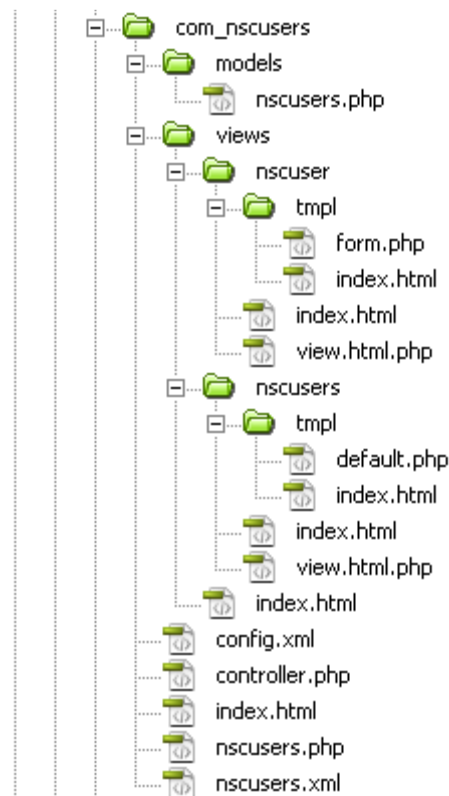 com_nscusers
models
nscusers.php
views
nscuser
tmpl
form.php
index.html
index.html
view.html.php
nscusers
tmpl
default.php
index.html
index.html
view.html.php
index.html
config.xml
controller.php
index.html
nscusers.php
nscusers.xml